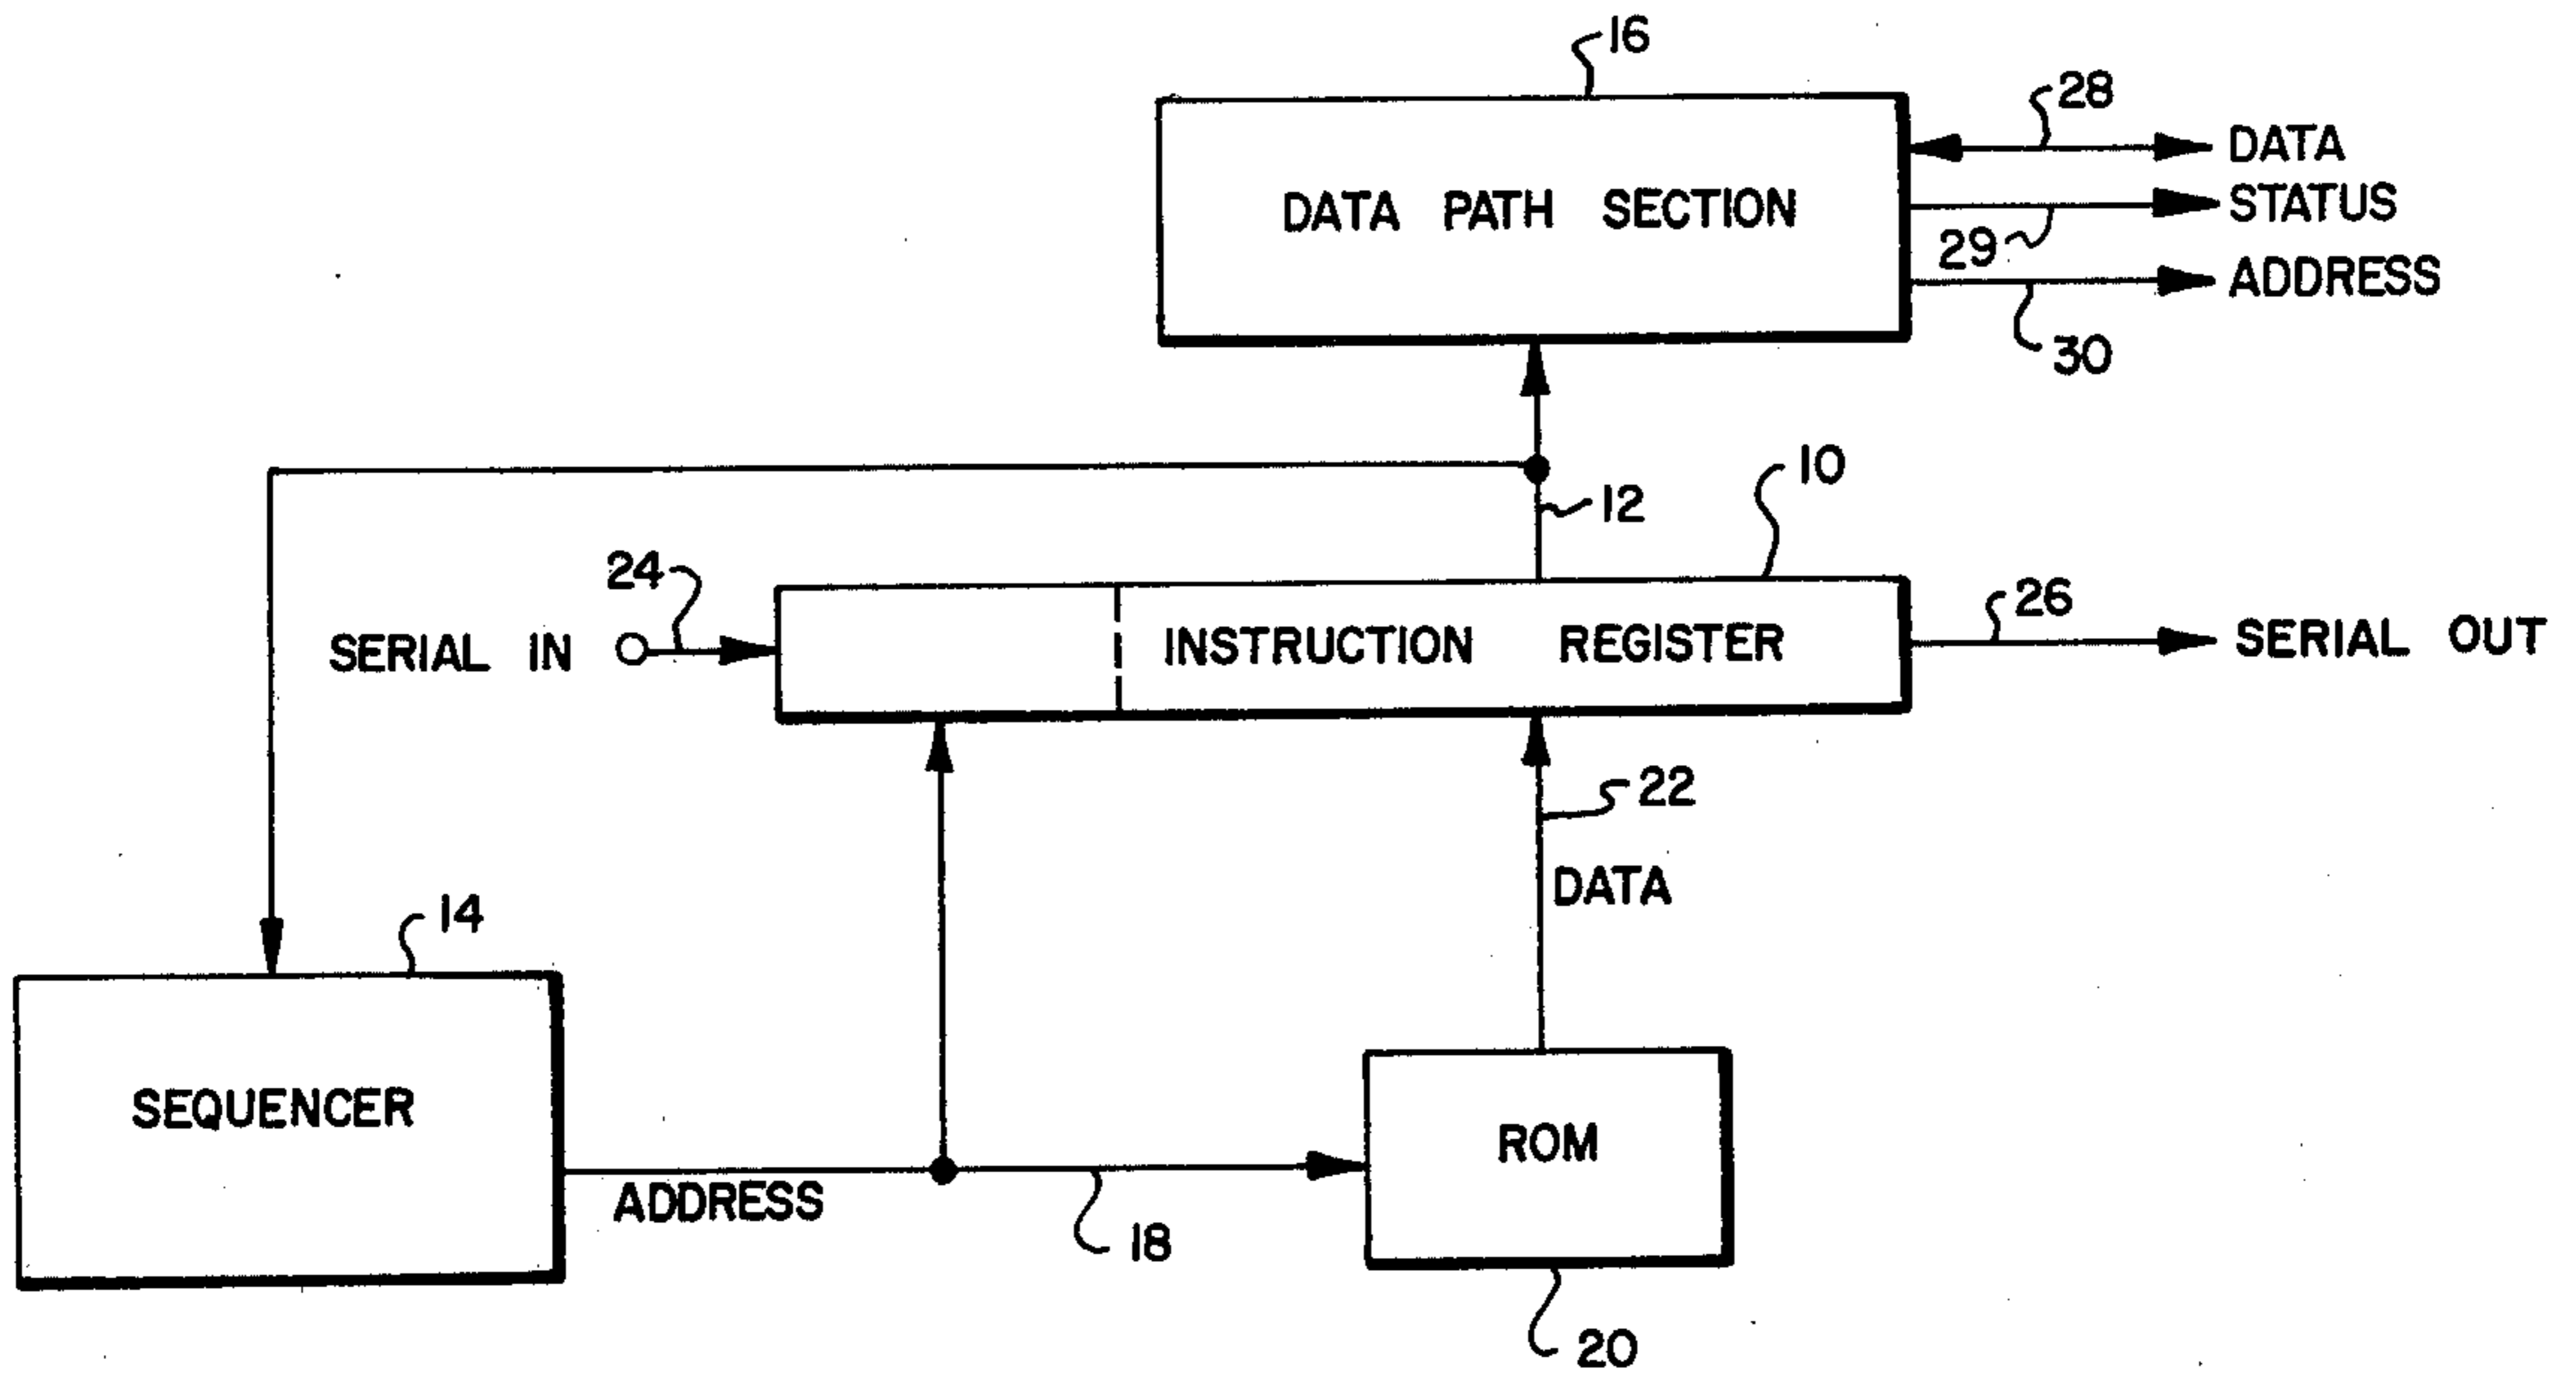 16
28
DATA
DATA PATH SECTION
STATUS
29
ADDRESS
30
10
12
24
26
SERIAL IN
INSTRUCTION REGISTER
SERIAL OUT
22
DATA
14
SEQUENCER
ROM
ADDRESS
18
20